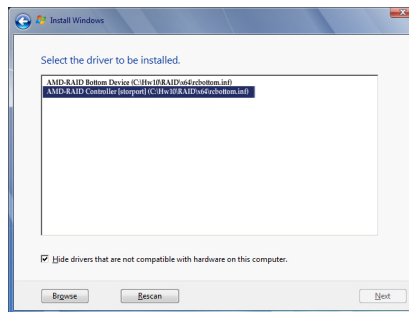 Install Windows
Select the driver to be installed.
AMD-RAID Bottom Device (C:\Hw10\RAID\x64\rcbottom.inf)
AMD-RAID Controller [storport] (C:\Hw10\RAID\x64\rcbottom.inf)
Hide drivers that are not compatible with hardware on this computer.
Browse
Rescan
Next